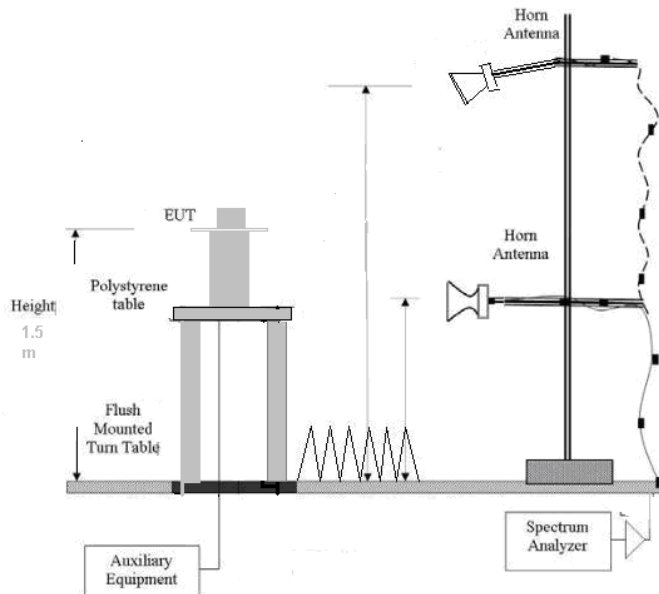 Horn
Antenna
EUT
Horn
Antenna
Polystyrene
table
Height
1.5
m
Flush
Mounted
Turn Table
Auxiliary
Equipment
Spectrum
Analyzer
r